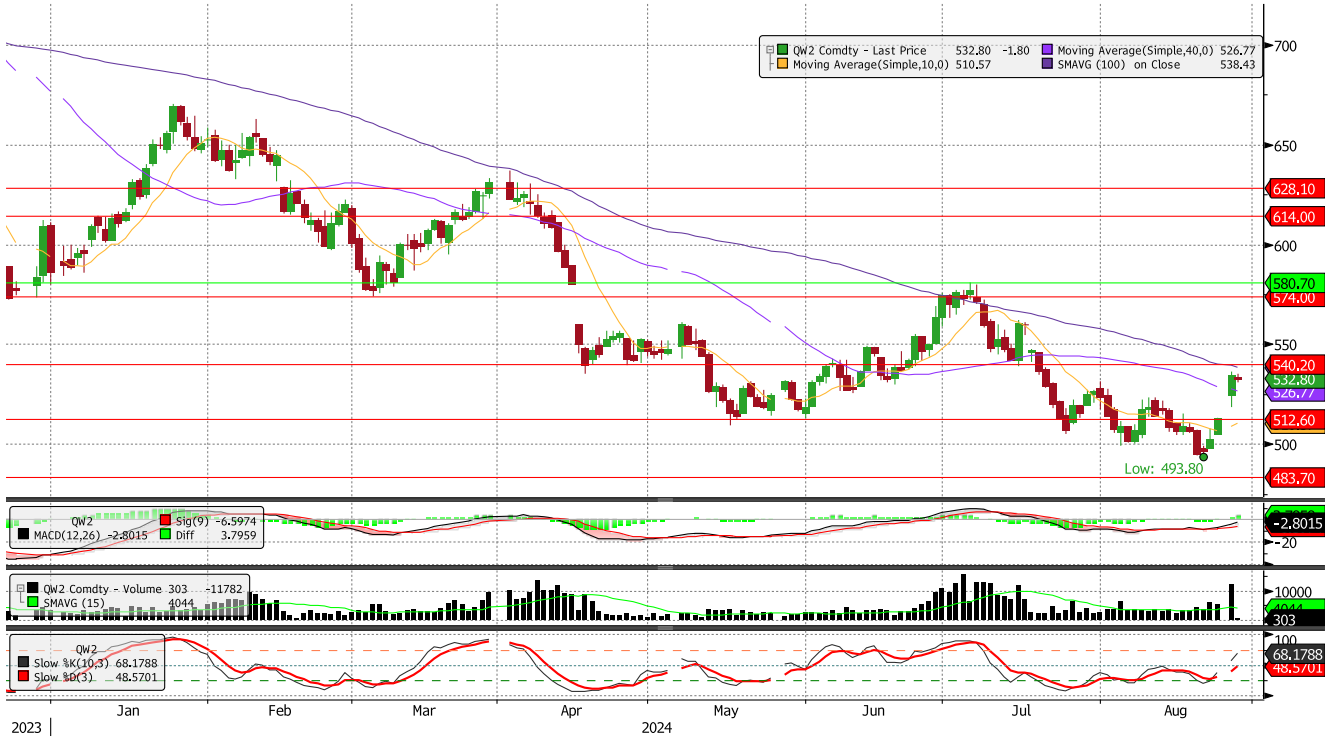 QW2 Comdty - Last Price 532.80 -1.80 Moving Average(Simple,40,0) 526.77
Moving Average(Simple,10,0) 510.57 SMAVG (100) on Close 538.43
700
650
628.10
614.00
600
580.70
574.00
550
540.20
532.80
526.77
512.60
500
483.70
Low: 493.80
QW2 Sig(9) -6.5974
MACD(12,26) -2.8015 Diff 3.7959
-2.8015
-20
QW2 Comdty - Volume 303 -11782
SMAVG (15) 4044
10000
4044
303
QW2
Slow %K(10,3) 68.1788
Slow %D(3) 48.5701
100
68.1788
48.5701
Jan Feb Mar Apr May Jun Jul Aug
2023 2024